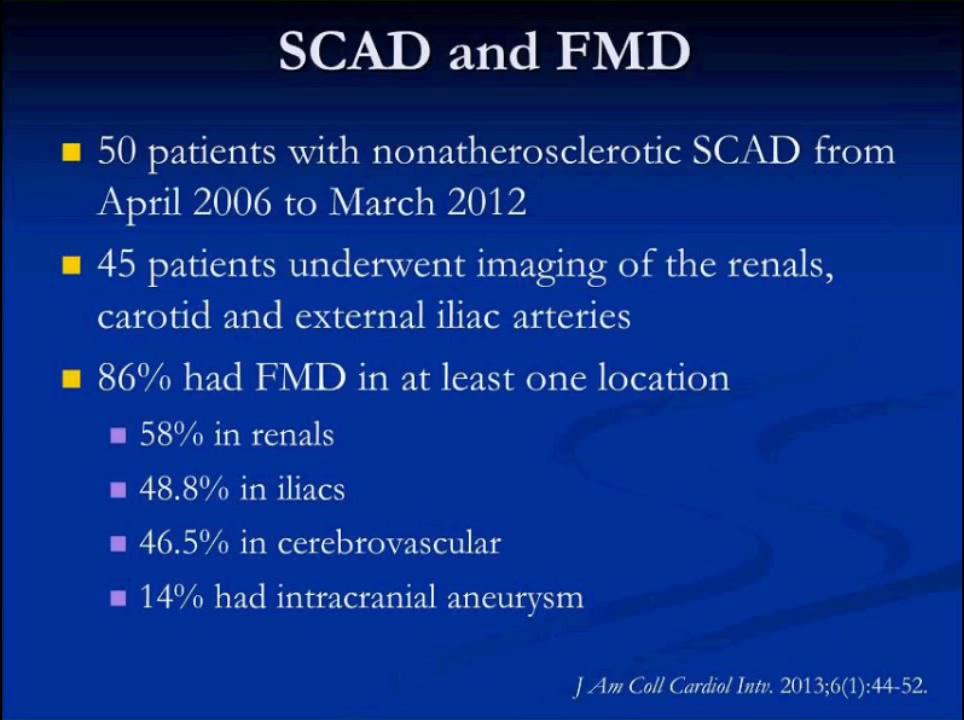 SCAD and FMD
50 patients with nonatherosclerotic SCAD from
April 2006 to March 2012
45 patients underwent imaging of the renals,
carotid and external iliac arteries
86% had FMD in at least one location
58% in renals
48.8% in iliacs
46.5% in cerebrovascular
14% had intracranial aneurysm
J Am Coll Cardiol Intv. 2013;6(1):44-52.